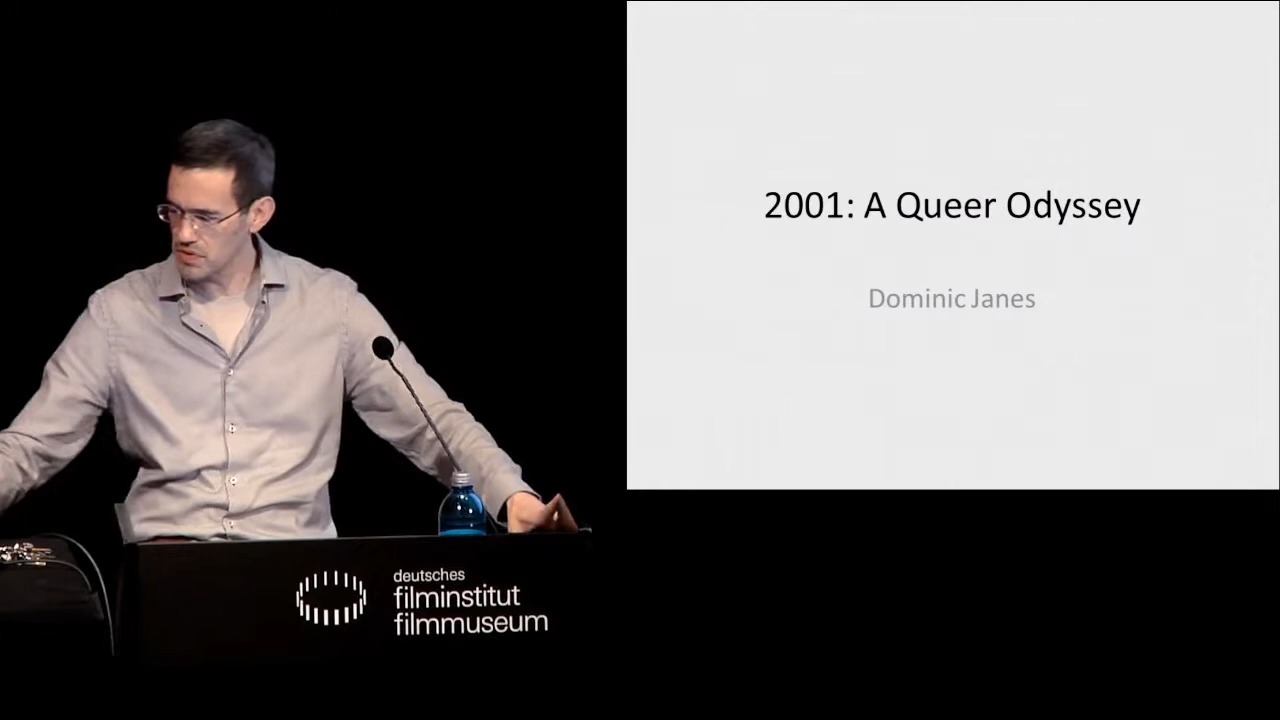 2001: A Queer Odyssey
Dominic Janes
deutsches
filminstitut
filmmuseum